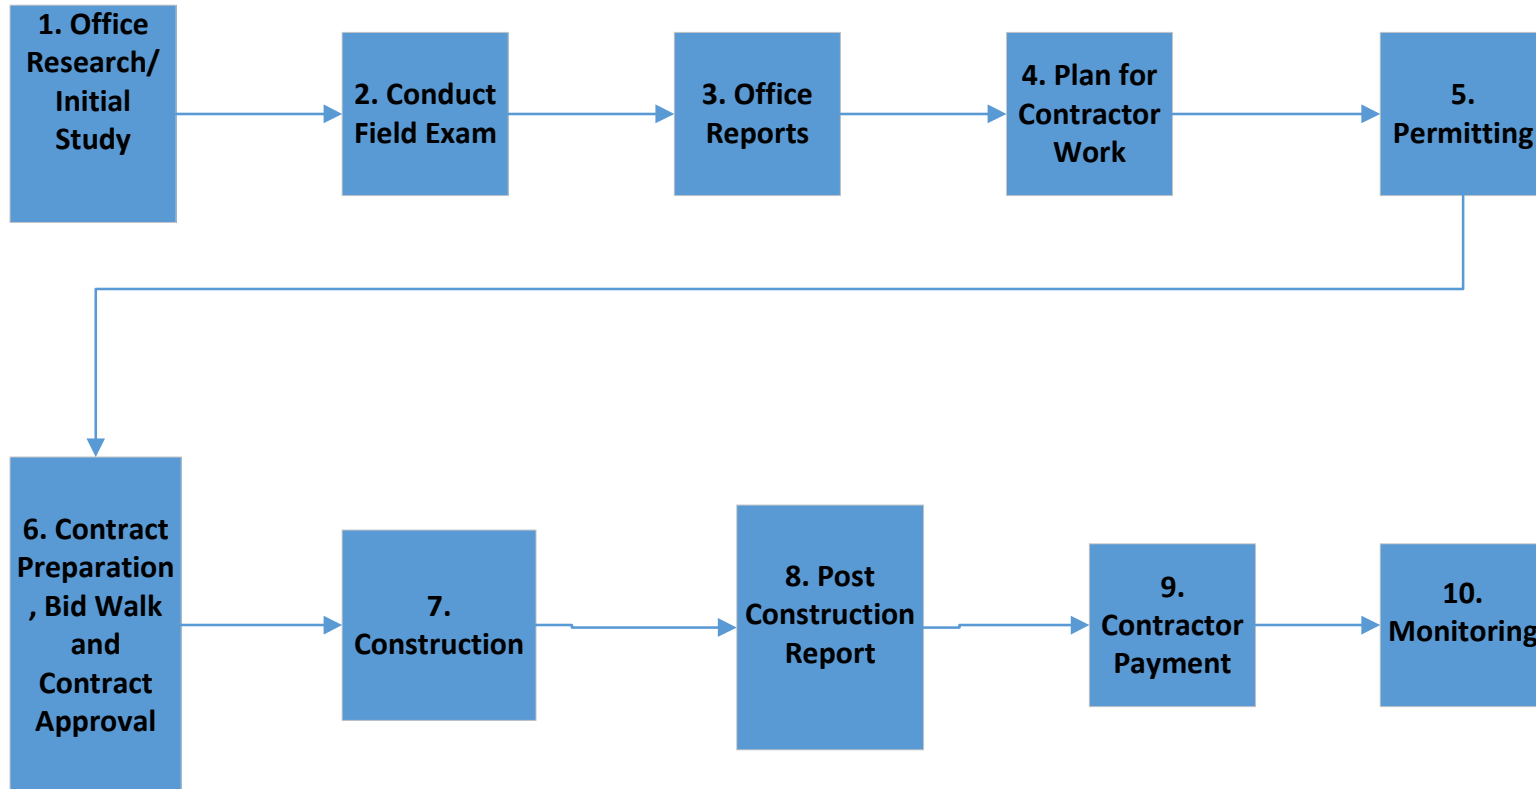 1. Office
Research/
Initial
Study
2. Conduct
Field Exam
3. Office
Reports
4. Plan for
Contractor
Work
5.
Permitting
6. Contract
Preparation
, Bid Walk
and
Contract
Approval
7.
Construction
8. Post
Construction
Report
9.
Contractor
Payment
10.
Monitoring